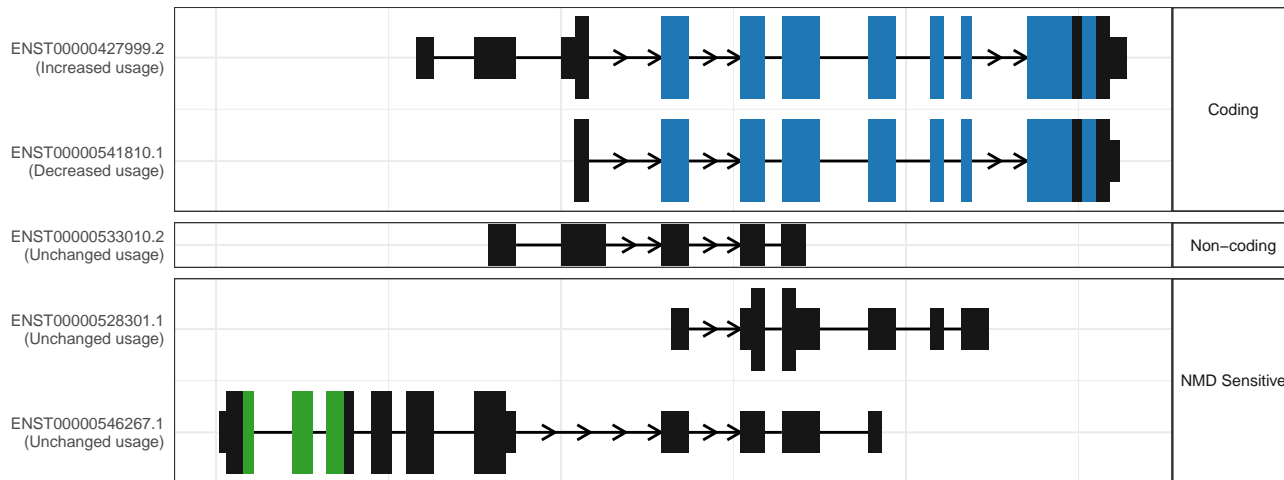 ENST00000427999.2
(Increased usage)
ENST00000541810.1
(Decreased usage)
Coding
ENST00000533010.2
(Unchanged usage)
Non−coding
ENST00000528301.1
(Unchanged usage)
ENST00000546267.1
(Unchanged usage)
NMD Sensitive